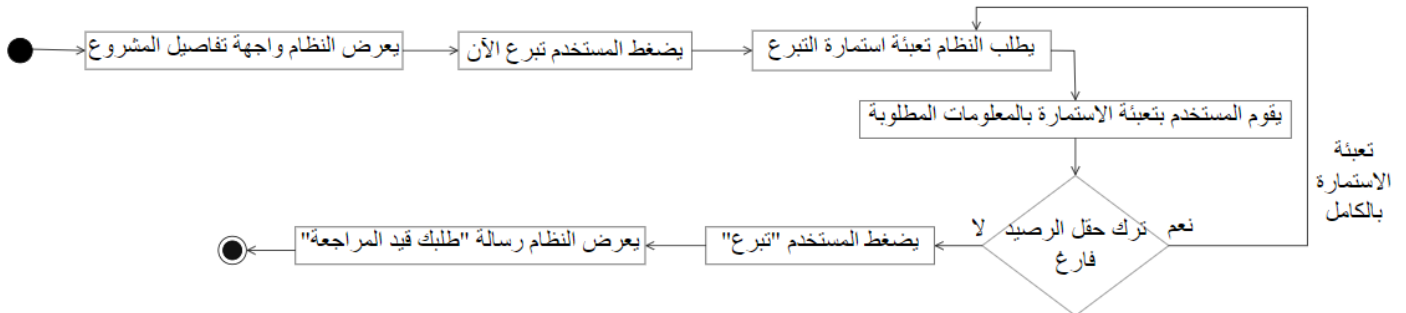 يعرض النظام واجهة تفاصيل المشروع
يضغط المستخدم تبرع الآن
يطلب النظام تعبئة استمارة التبرع
يقوم المستخدم بتعبئة الاستمارة بالمعلومات المطلوبة
ترك حقل الرصيد
فارغ
نعم
تعبئة
الاستمارة
بالكامل
لا
يضغط المستخدم "تبرع"
يعرض النظام رسالة "طلبك قيد المراجعة"